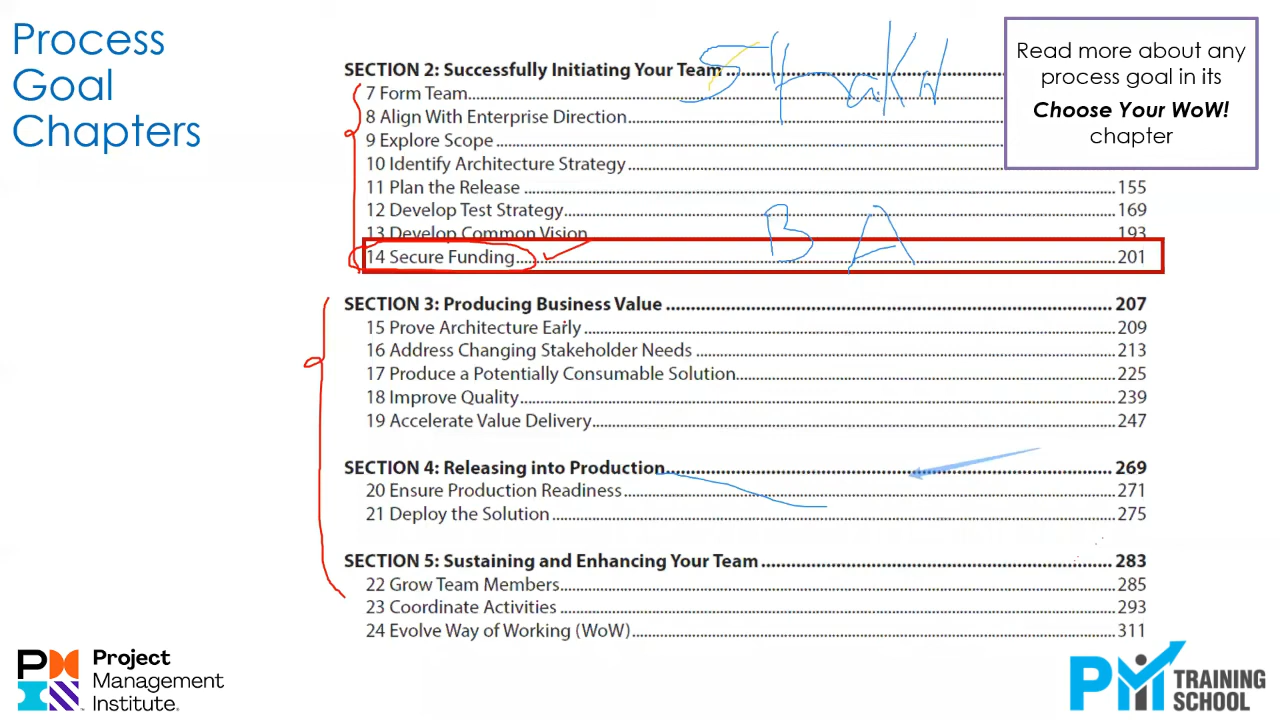 Process
Goal
Chapters
Read more about any
process goal in its
Choose Your WoW!
chapter
SECTION 2: Successfully Initiating Your Team
7 Form Team
8 Align With Enterprise Direction
9 Explore Scope
10 Identify Architecture Strategy
11 Plan the Release 155
12 Develop Test Strategy 169
13 Develop Common Vision 193
14 Secure Funding 201
B A
SECTION 3: Producing Business Value 207
15 Prove Architecture Early 209
16 Address Changing Stakeholder Needs 213
17 Produce a Potentially Consumable Solution 225
18 Improve Quality 239
19 Accelerate Value Delivery 247
SECTION 4: Releasing into Production 269
20 Ensure Production Readiness 271
21 Deploy the Solution 275
SECTION 5: Sustaining and Enhancing Your Team 283
22 Grow Team Members 285
23 Coordinate Activities 293
24 Evolve Way of Working (WoW) 311
Project
Management
Institute.
PM TRAINING
SCHOOL